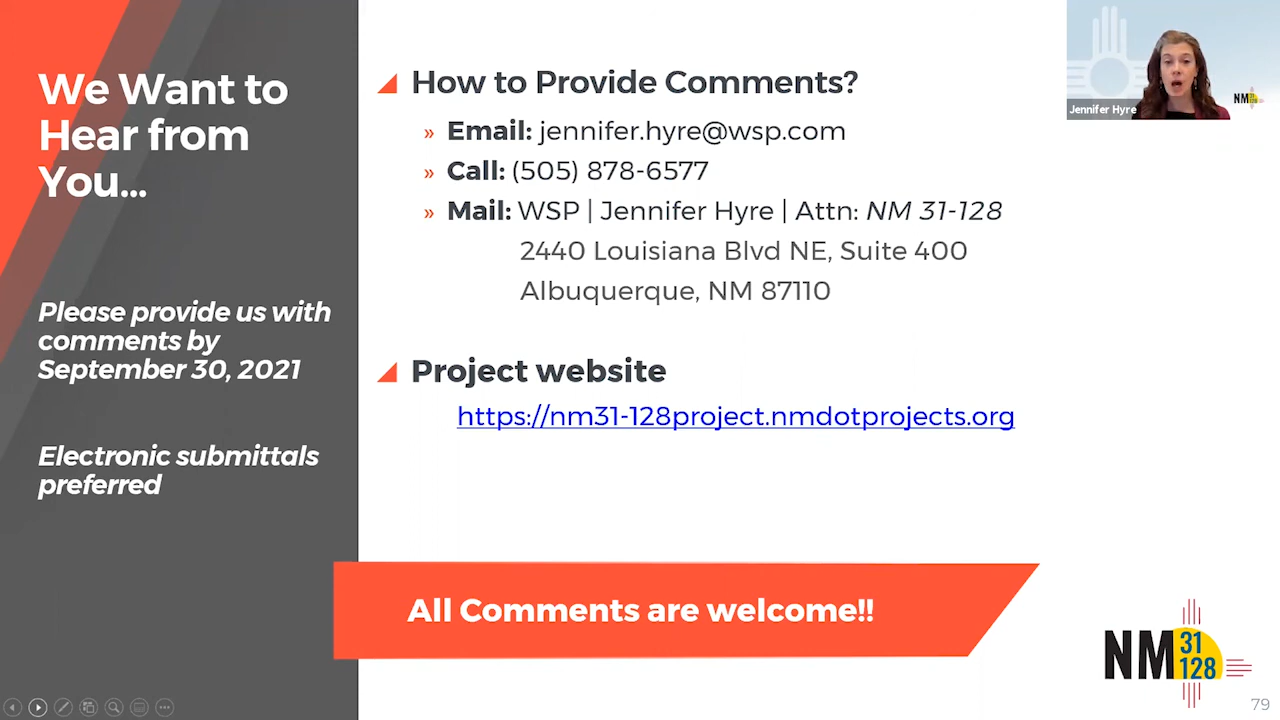 We Want to
Hear from
You...
Please provide us with
comments by
September 30, 2021
Electronic submittals
preferred
How to Provide Comments?
» Email: jennifer.hyre@wsp.com
» Call: (505) 878-6577
» Mail: WSP | Jennifer Hyre | Attn: NM 31-128
2440 Louisiana Blvd NE, Suite 400
Albuquerque, NM 87110
Project website
https://nm31-128project.nmdotprojects.org
All Comments are welcome!!
Jennifer Hyre
NM
NM 31
128
79